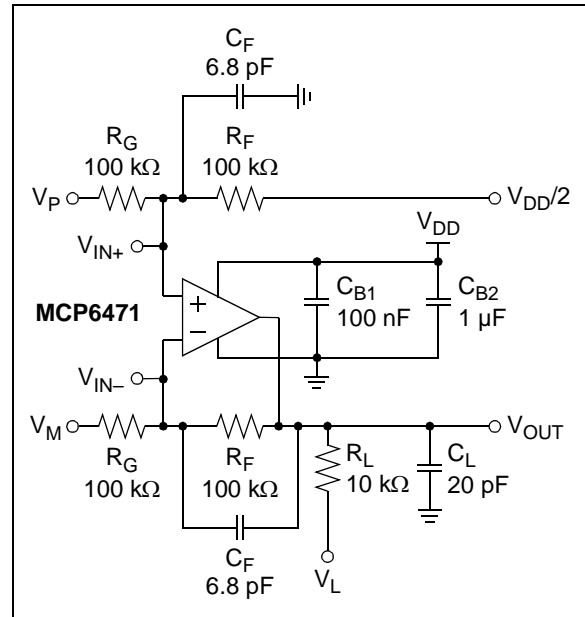 C_F
6.8 pF
R_G
100 kΩ
R_F
100 kΩ
V_P
V_DD/2
V_IN+
V_DD
MCP6471
+
−
C_B1
100 nF
C_B2
1 µF
V_IN–
V_M
V_OUT
R_G
100 kΩ
R_F
100 kΩ
R_L
10 kΩ
C_L
20 pF
C_F
6.8 pF
V_L